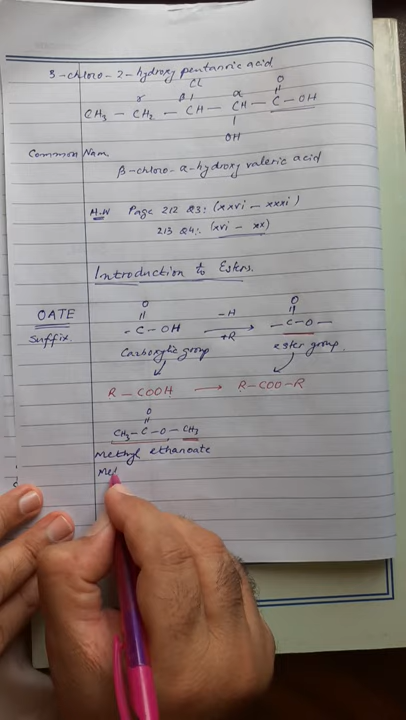 3-chloro-2-hydroxy pentanoic acid
Cl O
γ β | α ||
CH3 — CH2 — CH — CH — C — OH
|
OH
Common Nam
β-chloro-α-hydroxy valeric acid
H.W Page 212 Q3: (xxvi – xxxi)
213 Q4: (xvi – xx)
Introduction to Esters.
OATE
Suffix.
O O
|| ||
-C-OH -H +R —C-O—
Carboxylic group ester group.
R — COOH → R-COO-R
O
||
CH3-C-O-CH3
Methyl ethanoate
Met